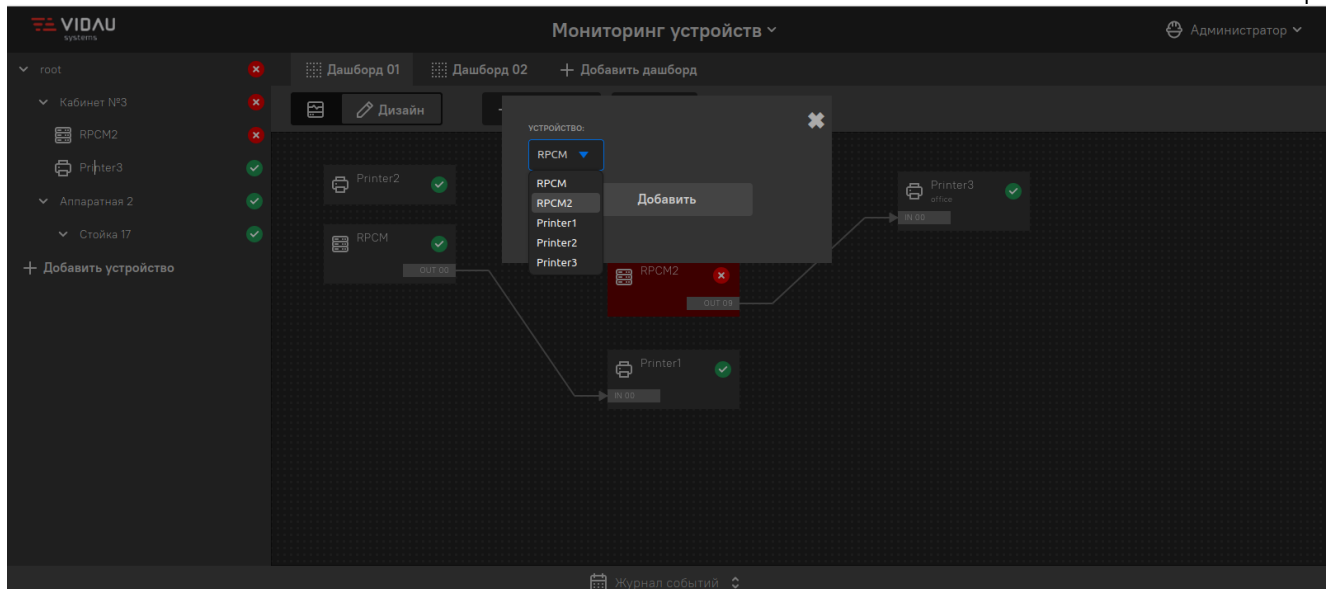 VIDAU
systems
Мониторинг устройств
Администратор
root
Дашборд 01
Дашборд 02
+ Добавить дашборд
Кабинет №3
Дизайн
RPCM2
Printer3
Аппаратная 2
Стойка 17
+ Добавить устройство
УСТРОЙСТВО:
RPCM
RPCM
RPCM2
Printer1
Printer2
Printer3
Добавить
Printer2
RPCM
OUT 00
RPCM2
OUT 09
Printer1
IN 00
Printer3
office
IN 00
Журнал событий